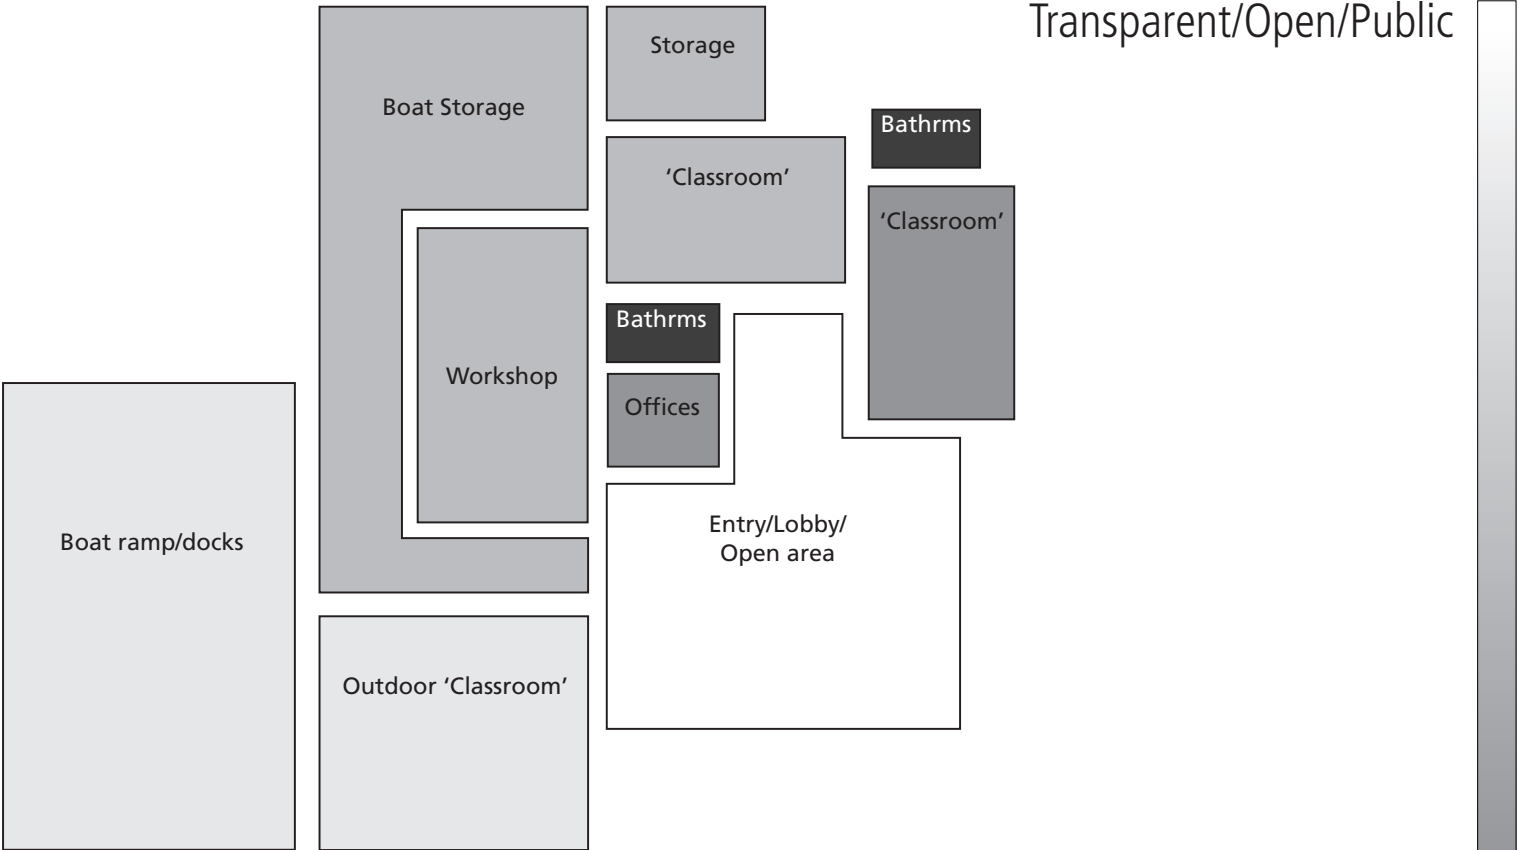 Transparent/Open/Public
Storage
Boat Storage
Bathrms
‘Classroom’
‘Classroom’
Bathrms
Workshop
Offices
Entry/Lobby/
Open area
Boat ramp/docks
Outdoor ‘Classroom’